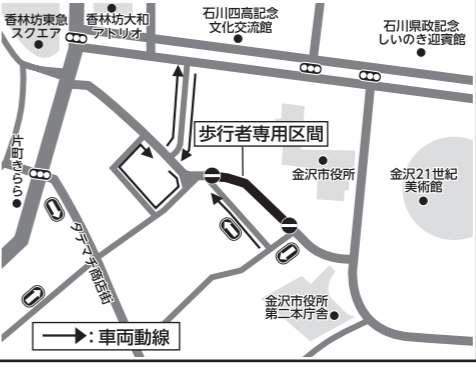 香林坊東急
スクエア
香林坊大和
アトリオ
石川四高記念
文化交流館
石川県政記念
しいのき迎賓館
歩行者専用区間
片町きらら
金沢市役所
金沢21世紀
美術館
タテマチ商店街
金沢市役所
第二本庁舎
:車両動線